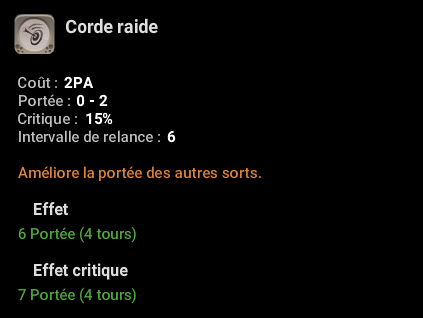 Corde raide
Coût : 2PA
Portée : 0 - 2
Critique : 15%
Intervalle de relance : 6
Améliore la portée des autres sorts.
Effet
6 Portée (4 tours)
Effet critique
7 Portée (4 tours)